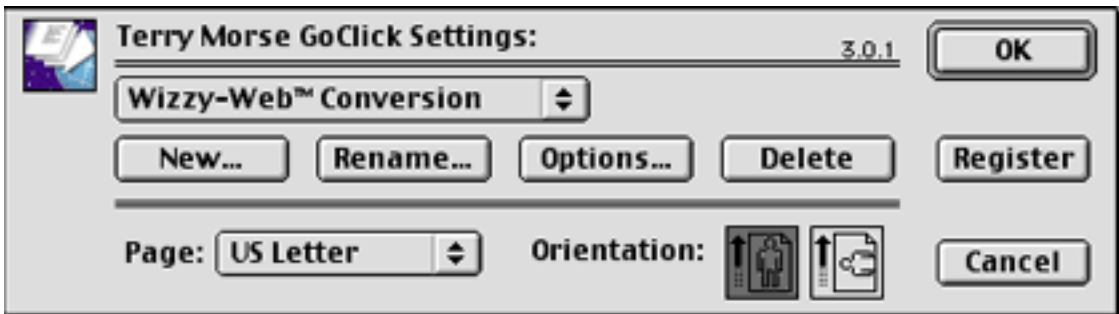 Terry Morse GoClick Settings:
3.0.1
OK
Wizzy-Web™ Conversion
New...
Rename...
Options...
Delete
Register
Page:
US Letter
Orientation:
Cancel